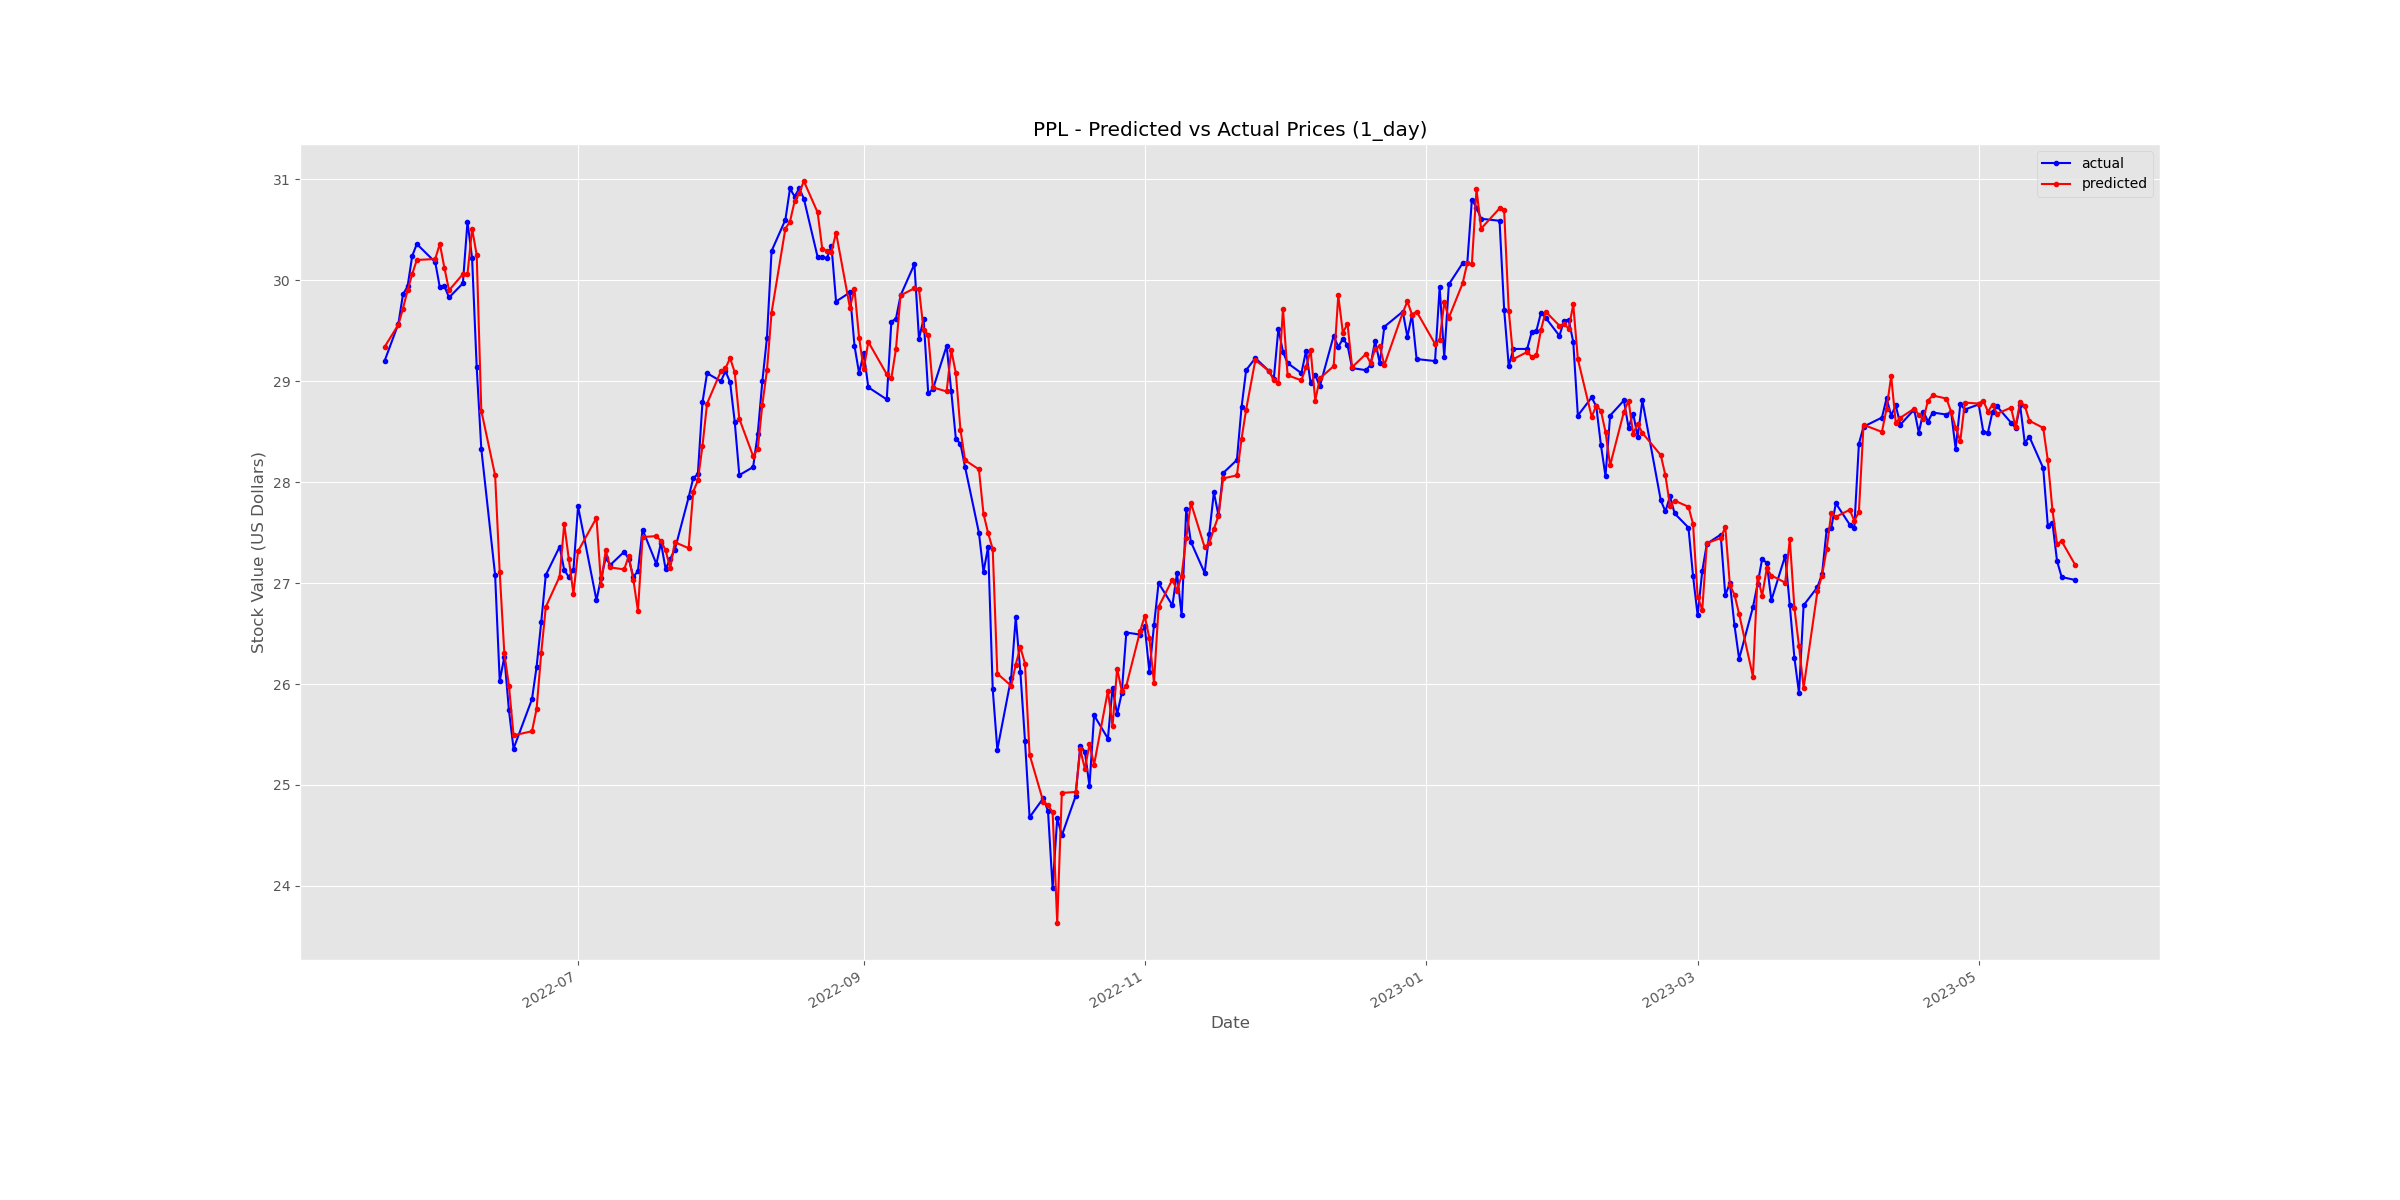 PPL - Predicted vs Actual Prices (1_day)
actual
predicted
31
30
29
28
27
26
25
24
Stock Value (US Dollars)
2022-07
2022-09
2022-11
2023-01
2023-03
2023-05
Date